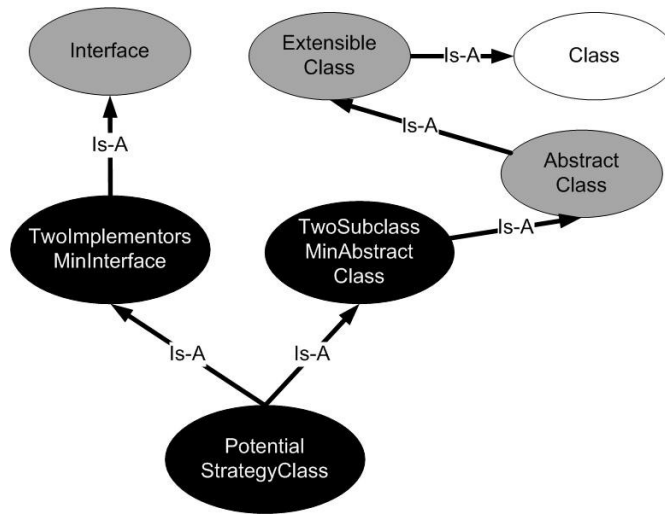 Interface
Extensible
Class
Is-A
Class
Is-A
Is-A
Abstract
Class
TwoImplementors
MinInterface
TwoSubclass
MinAbstract
Class
Is-A
Is-A
Is-A
Potential
StrategyClass